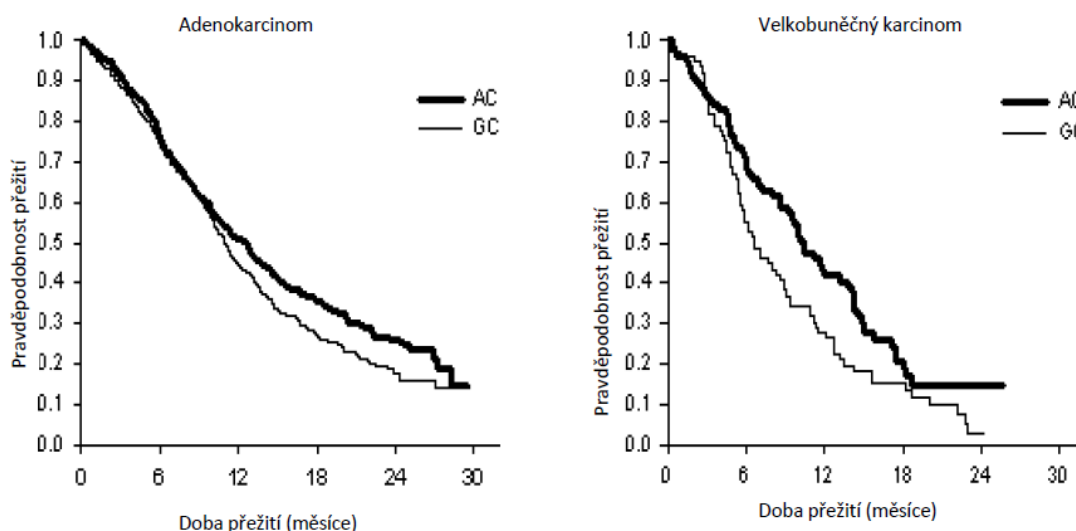 Adenokarcinom
Pravděpodobnost přežití
1.0
0.9
0.8
0.7
0.6
0.5
0.4
0.3
0.2
0.1
0.0
AC
GC
0 6 12 18 24 30
Doba přežití (měsíce)
Velkobuněčný karcinom
Pravděpodobnost přežití
1.0
0.9
0.8
0.7
0.6
0.5
0.4
0.3
0.2
0.1
0.0
0 6 12 18 24 30
Doba přežití (měsíce)